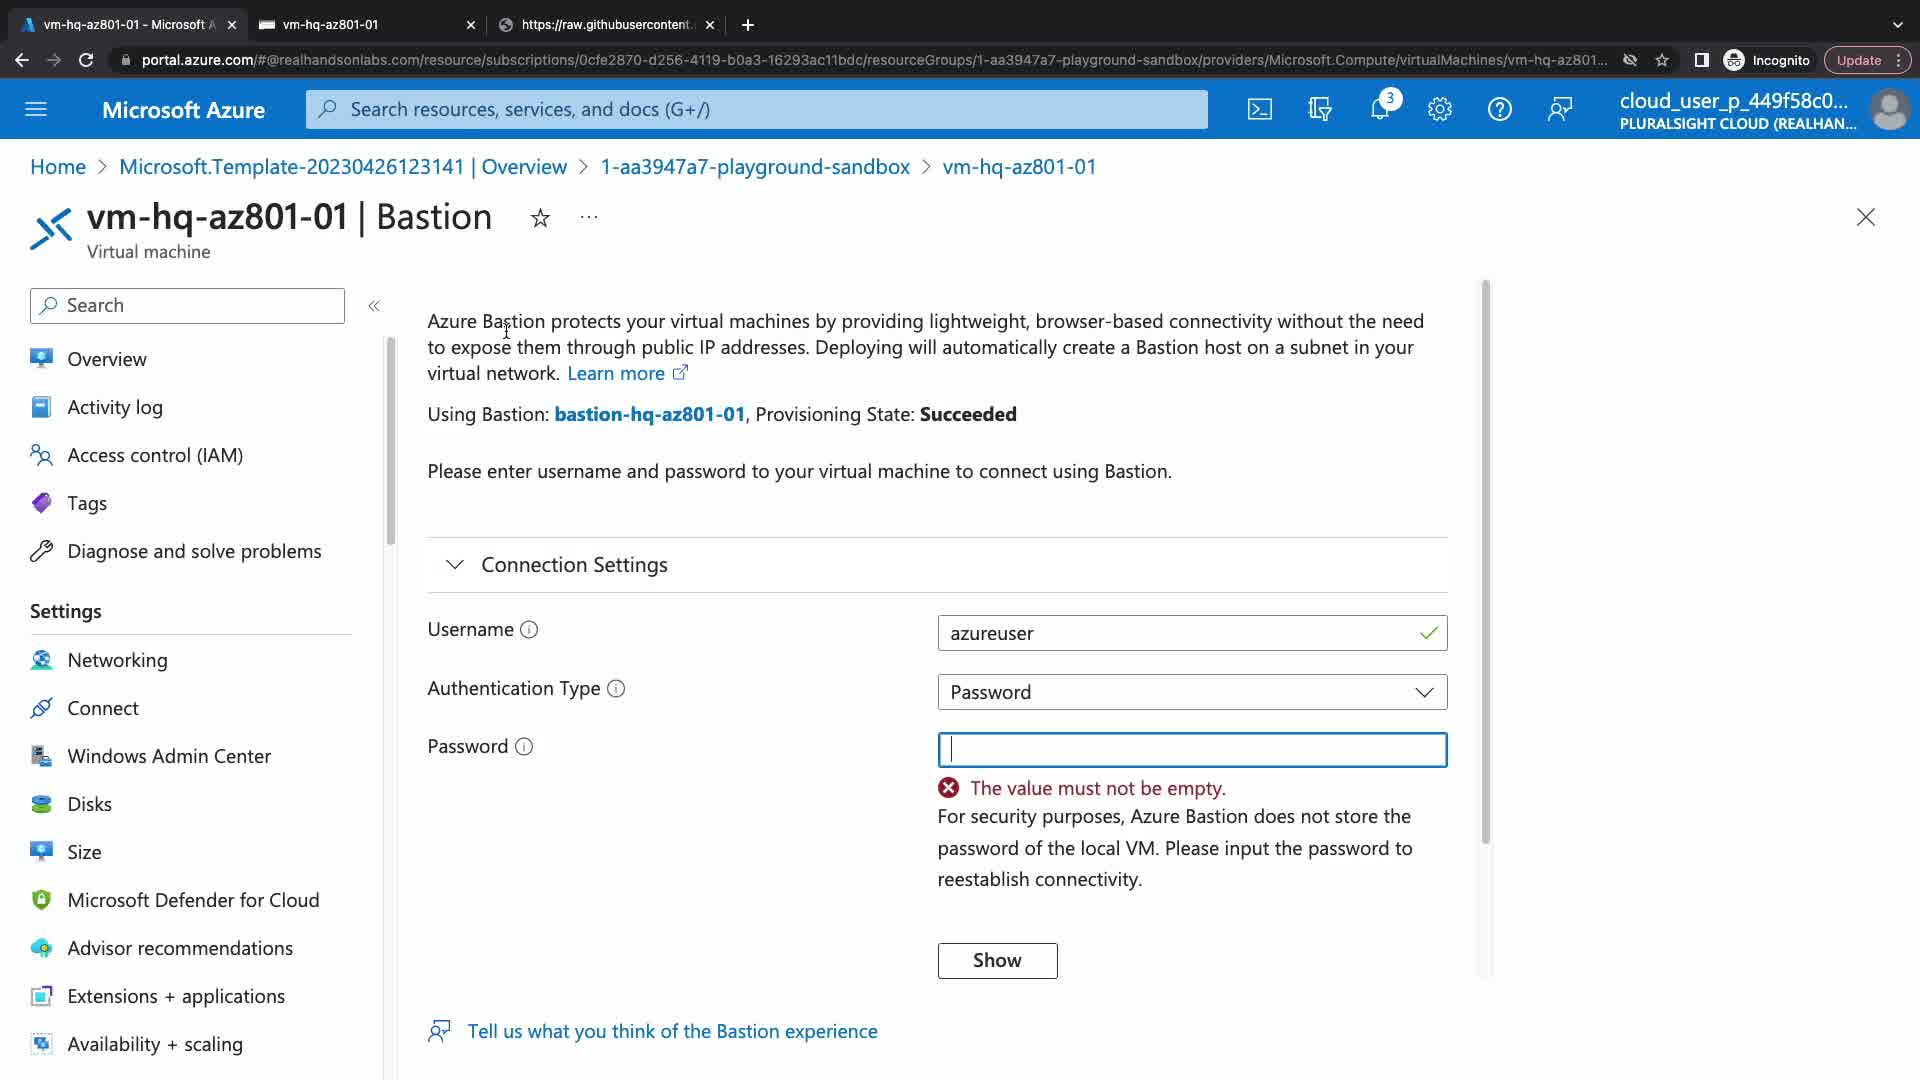 vm-hq-az801-01 - Microsoft A
vm-hq-az801-01
https://raw.githubusercontent.
portal.azure.com/#@realhandsonlabs.com/resource/subscriptions/0cfe2870-d256-4119-b0a3-16293ac11bdc/resourceGroups/1-aa3947a7-playground-sandbox/providers/Microsoft.Compute/virtualMachines/vm-hq-az801...
Incognito
Update
Microsoft Azure
Search resources, services, and docs (G+/)
3
cloud_user_p_449f58c0...
PLURALSIGHT CLOUD (REALHAN...
Home > Microsoft.Template-20230426123141 | Overview > 1-aa3947a7-playground-sandbox > vm-hq-az801-01
vm-hq-az801-01 | Bastion
Virtual machine
Search
Overview
Activity log
Access control (IAM)
Tags
Diagnose and solve problems
Settings
Networking
Connect
Windows Admin Center
Disks
Size
Microsoft Defender for Cloud
Advisor recommendations
Extensions + applications
Availability + scaling
Azure Bastion protects your virtual machines by providing lightweight, browser-based connectivity without the need
to expose them through public IP addresses. Deploying will automatically create a Bastion host on a subnet in your
virtual network. Learn more
Using Bastion: bastion-hq-az801-01, Provisioning State: Succeeded
Please enter username and password to your virtual machine to connect using Bastion.
Connection Settings
Username
azureuser
Authentication Type
Password
Password
The value must not be empty.
For security purposes, Azure Bastion does not store the
password of the local VM. Please input the password to
reestablish connectivity.
Show
Tell us what you think of the Bastion experience